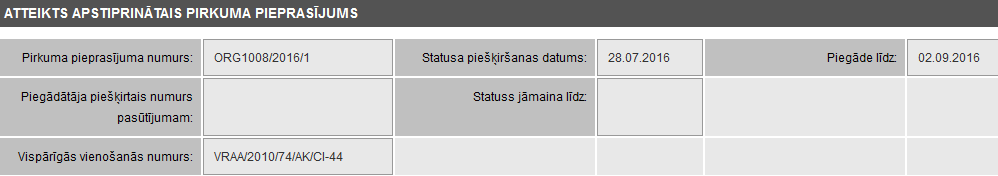 ATTEIKTS APSTIPRINĀTAIS PIRKUMA PIEPRASĪJUMS
Pirkuma pieprasījuma numurs: ORG1008/2016/1 Statusa piešķiršanas datums: 28.07.2016 Piegāde līdz: 02.09.2016
Piegādātāja piešķirtais numurs Statuss jāmaina līdz:
pasūtījumam:
Vispārīgās vienošanās numurs: VRAA/2010/74/AK/CI-44